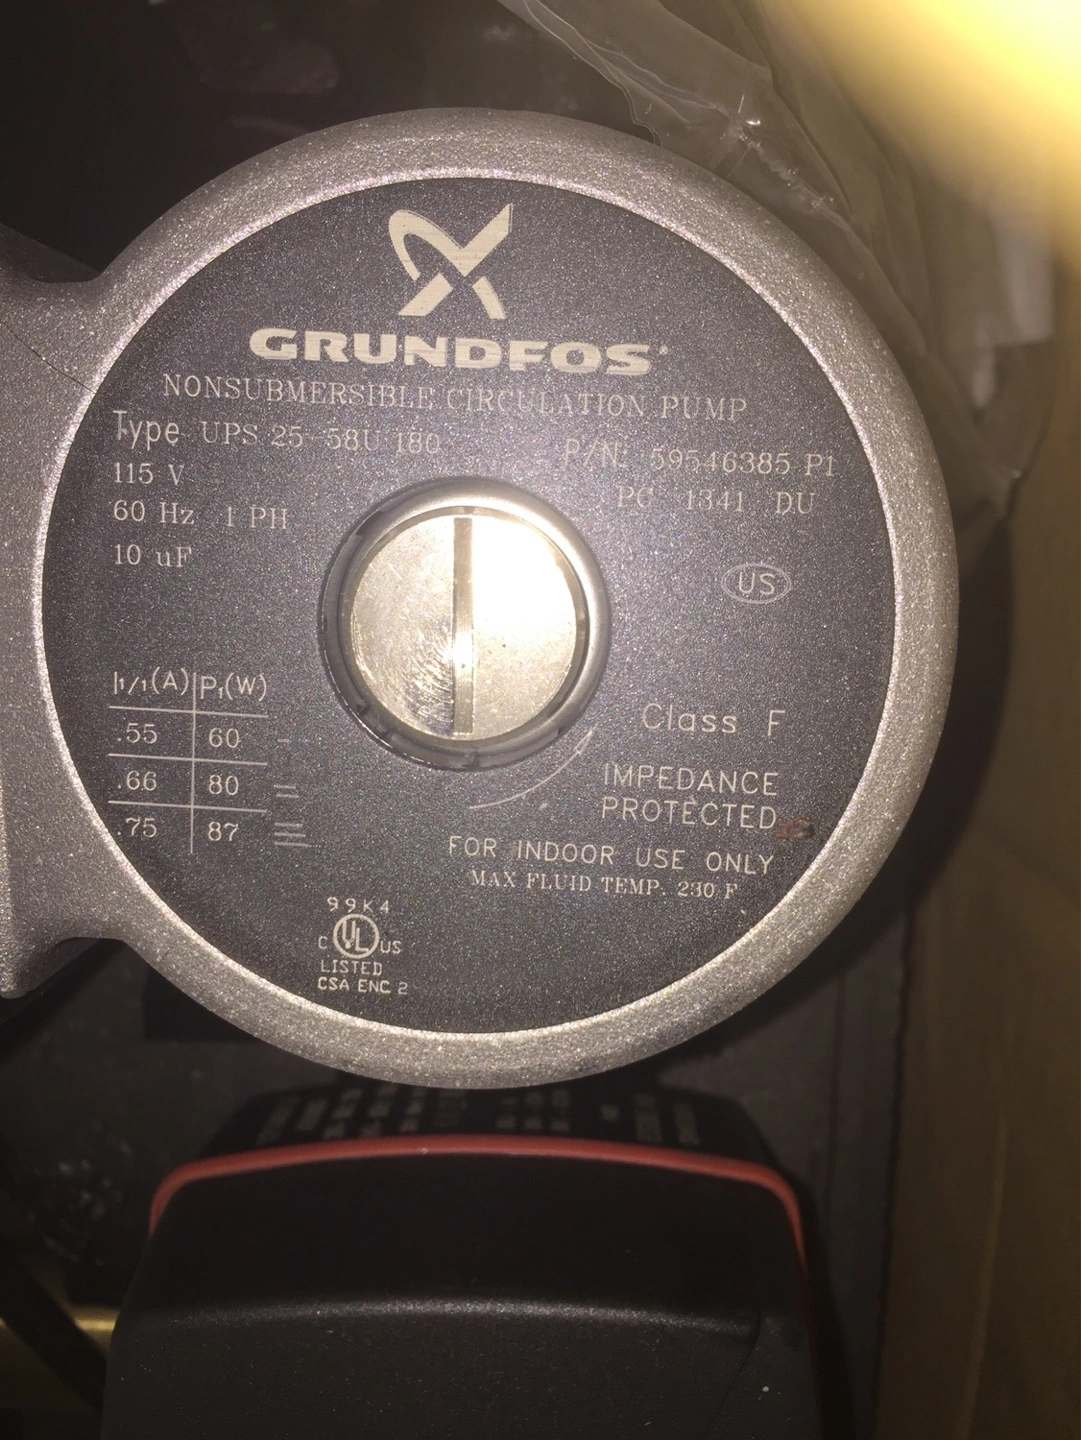 GRUNDFOS
NONSUBMERSIBLE CIRCULATION PUMP
Type UPS 25-58U 180 P/N: 59546385 P1
115 V PC 1341 DU
60 Hz 1 PH
10 uF
US
I1/1(A) P1(W)
.55 60
.66 80
.75 87
Class F
IMPEDANCE
PROTECTED
FOR INDOOR USE ONLY
MAX FLUID TEMP. 230 F
99K4
C UL US
LISTED
CSA ENC 2